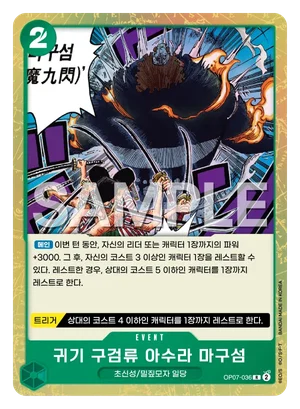 2
마구섬
魔九閃)'
SAMPLE
메인 이번 턴 동안, 자신의 리더 또는 캐릭터 1장까지의 파워
+3000. 그 후, 자신의 코스트 3 이상인 캐릭터 1장을 레스트할 수
있다. 레스트한 경우, 상대의 코스트 5 이하인 캐릭터를 1장까지
레스트로 한다.
트리거 상대의 코스트 4 이하인 캐릭터를 1장까지 레스트로 한다.
EVENT
귀기 구검류 아수라 마구섬
초신성/밀짚모자 일당
OP07-036 R 2